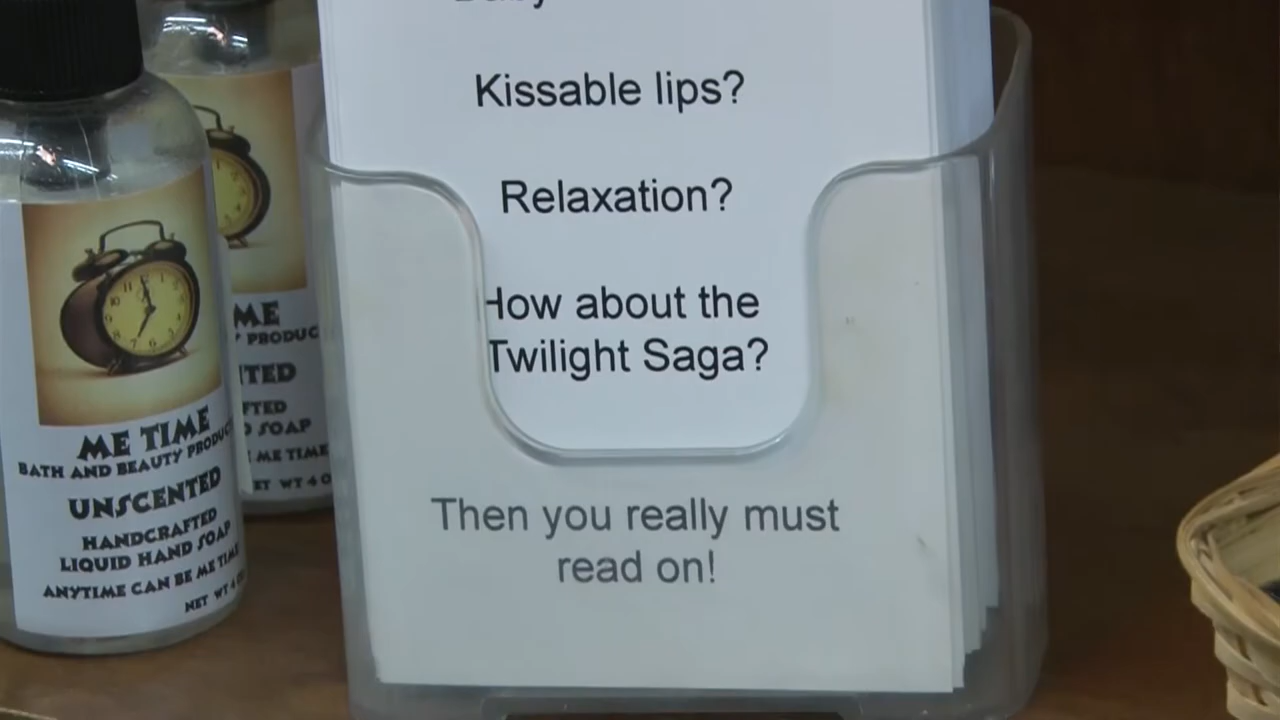 Kissable lips?
Relaxation?
How about the
Twilight Saga?
Then you really must
read on!
ME TIME
BATH AND BEAUTY PRODUC
UNSCENTED
HANDCRAFTED
LIQUID HAND SOAP
ANYTIME CAN BE ME TIME
NET WT 4 O
ME
PRODUC
TED
FTED
SOAP
ME TIME
ET WT 4 O